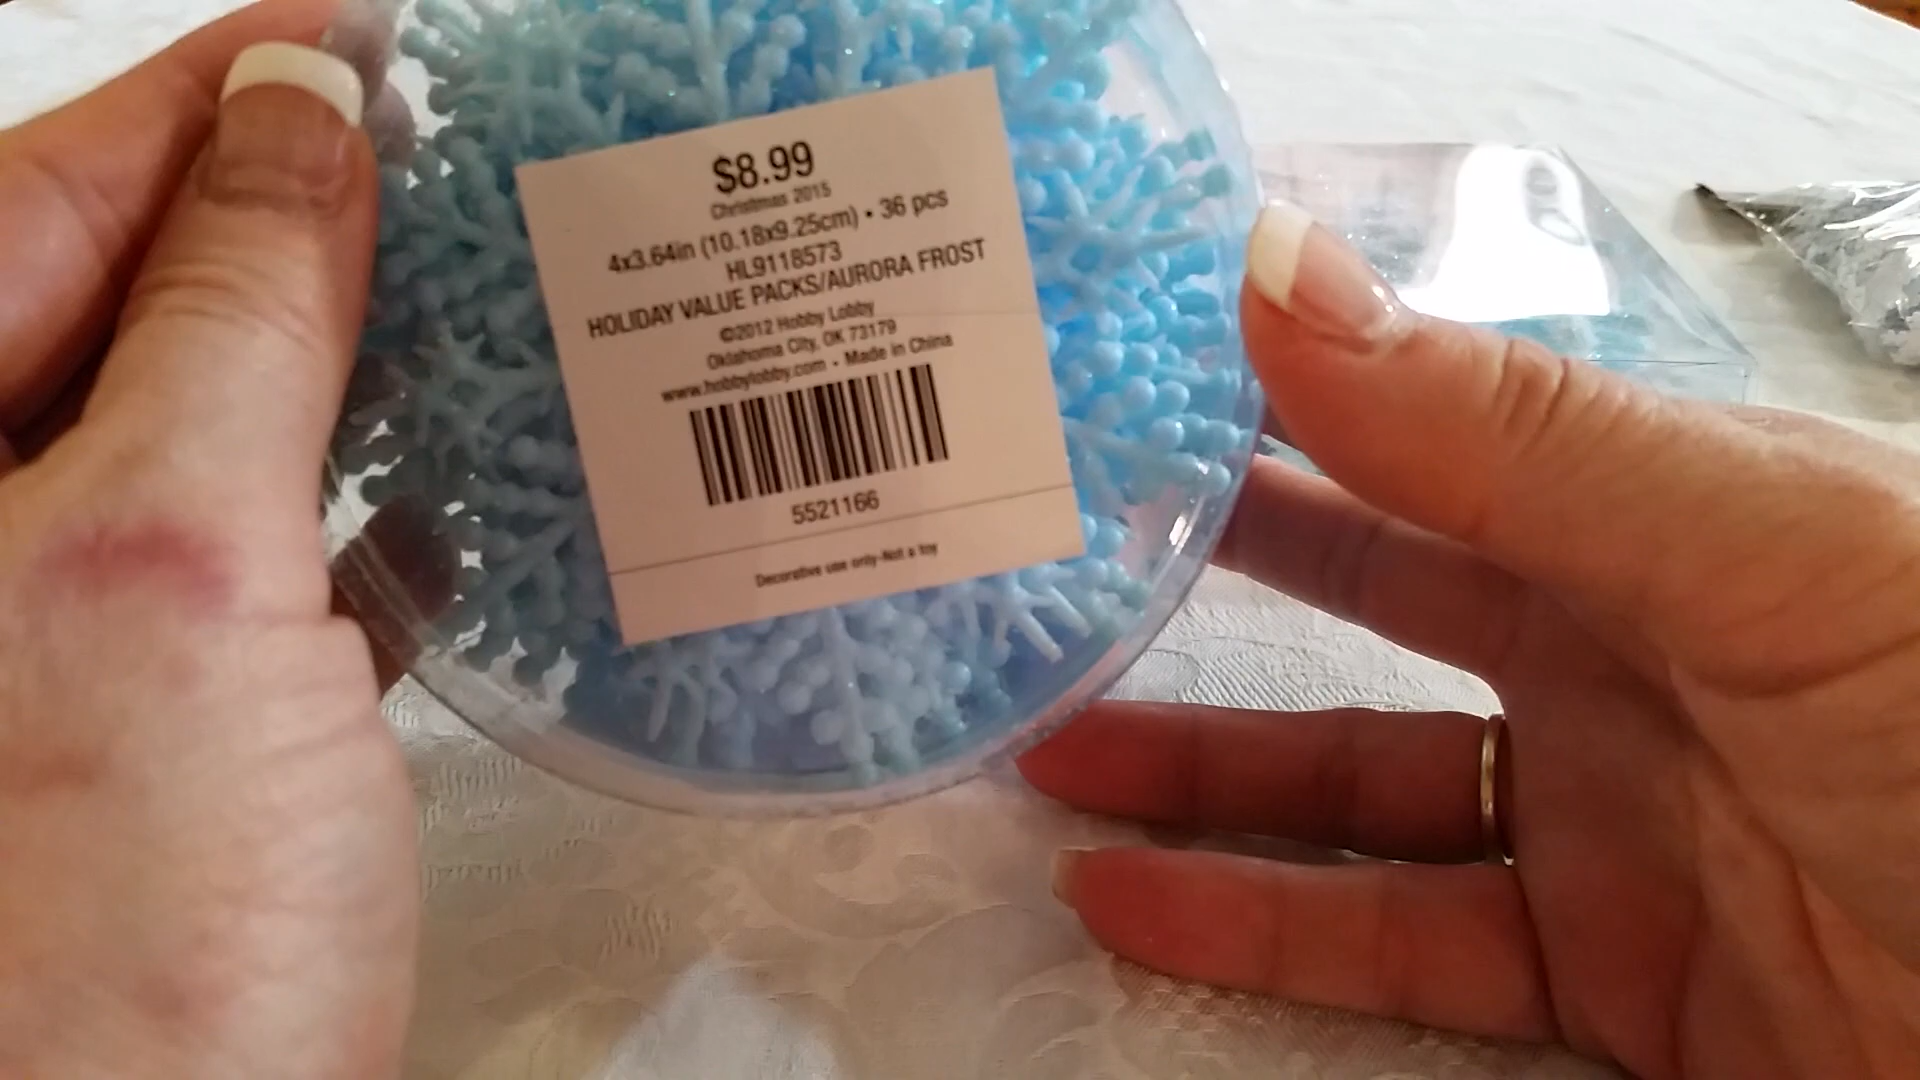 $8.99
Christmas 2015
4x3.64in (10.18x9.25cm) • 36 pcs
HL9118573
HOLIDAY VALUE PACKS/AURORA FROST
©2012 Hobby Lobby
Oklahoma City, OK 73179
www.hobbylobby.com • Made in China
5521166
Decorative use only-Not a toy